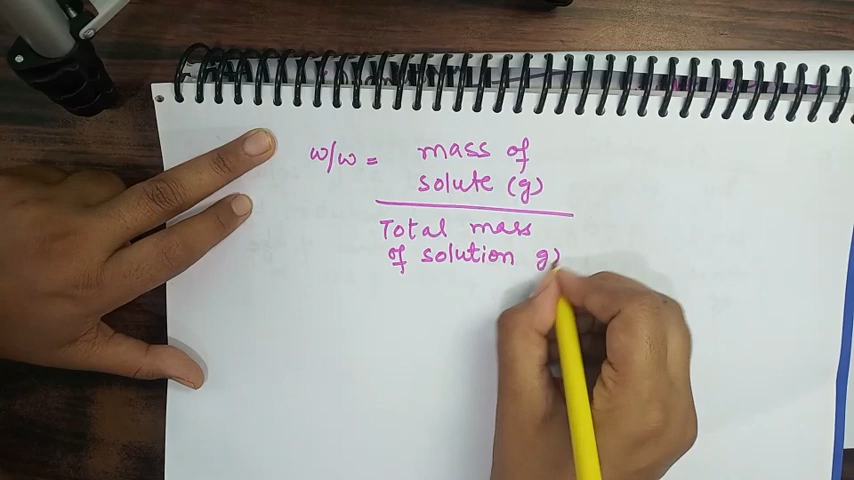 w/w = mass of
solute (g)
Total mass
of solution g)